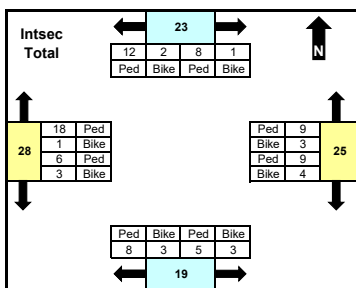 Intsec
Total
23
N
12 2 8 1
Ped Bike Ped Bike
28
18 Ped
1 Bike
6 Ped
3 Bike
Ped 9
Bike 3
Ped 9
Bike 4
25
Ped Bike Ped Bike
8 3 5 3
19